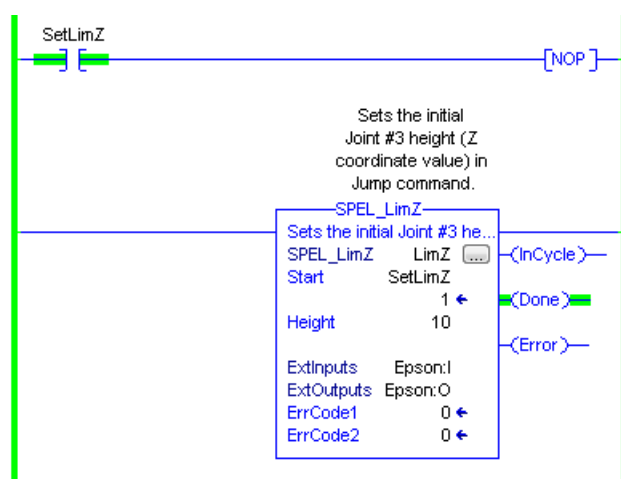 SetLimZ
NOP
Sets the initial
Joint #3 height (Z
coordinate value) in
Jump command.
SPEL_LimZ
Sets the initial Joint #3 he...
SPEL_LimZ LimZ ...
(InCycle)
Start SetLimZ
1
(Done)
Height 10
(Error)
ExtInputs Epson:I
ExtOutputs Epson:O
ErrCode1 0
ErrCode2 0